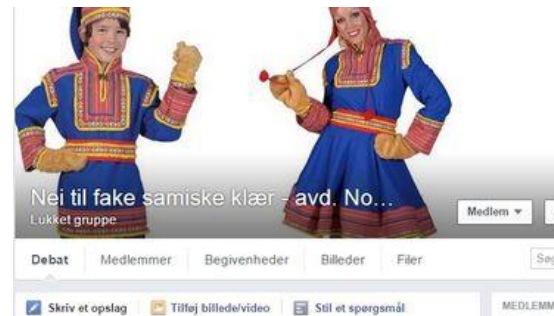 Nei til fake samiske klær - avd. No...
Lukket gruppe
Medlem
Debat Medlemmer Begivenheder Billeder Filer
Søg
Skriv et opslag Tilføj billede/video Stil et spørgsmål
MEDLEMM